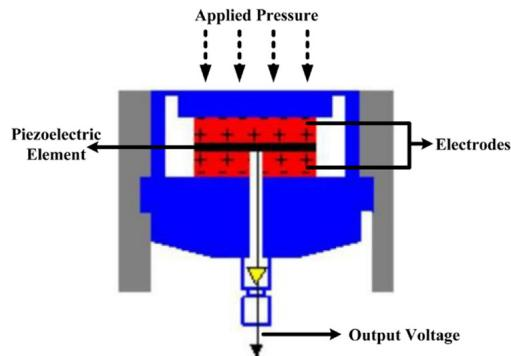 Applied Pressure
Piezoelectric
Element
Electrodes
Output Voltage